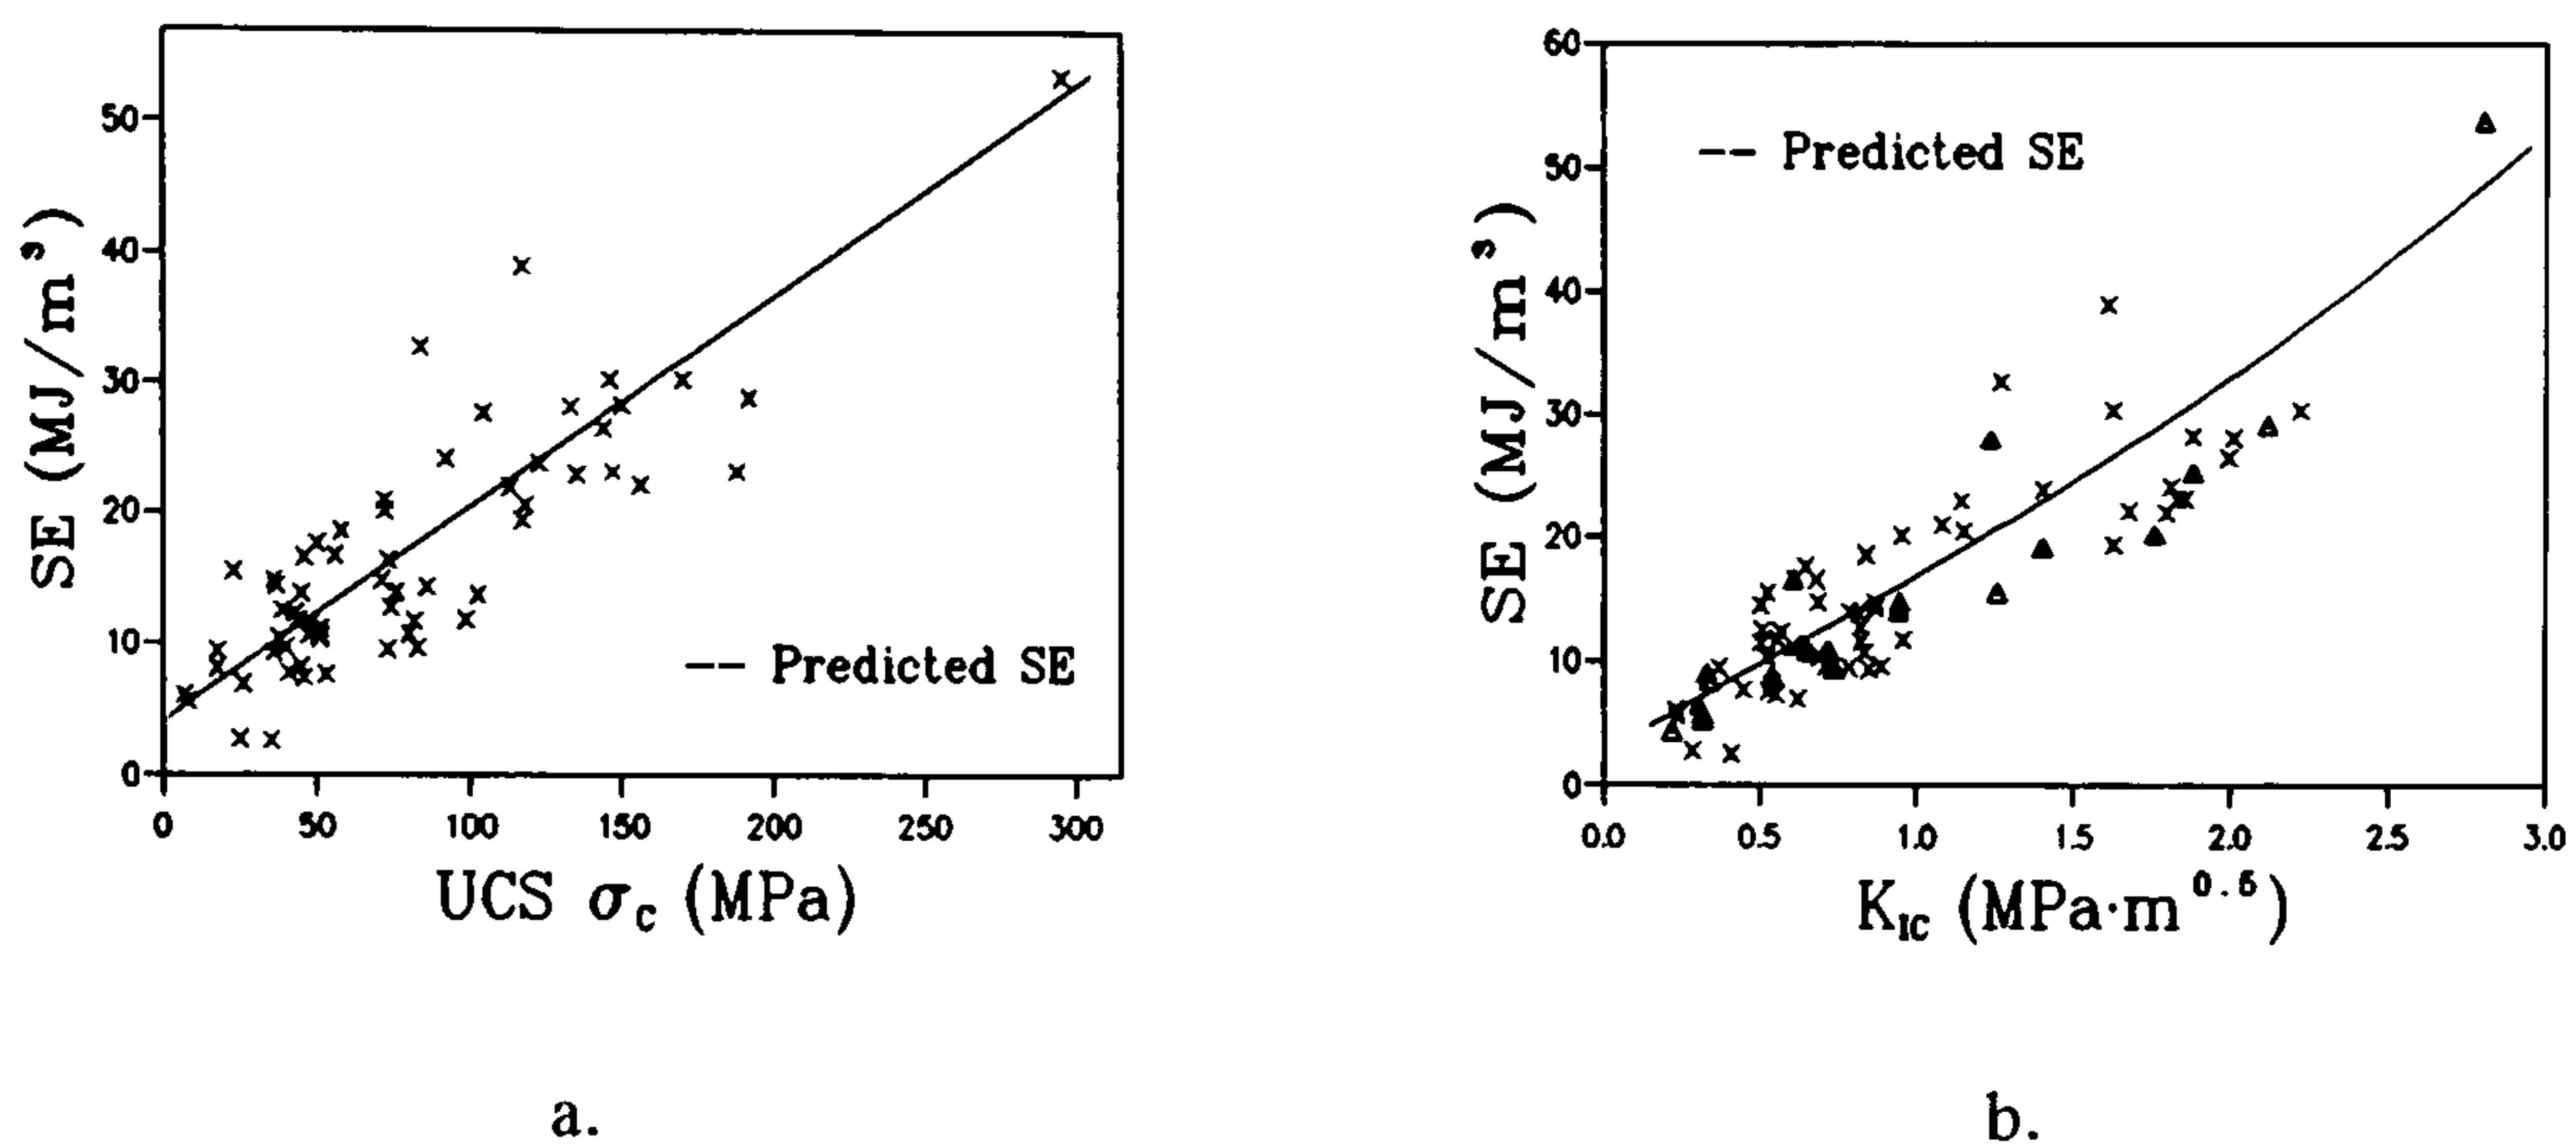 SE (MJ/m³)
50
40
30
20
10
0
-- Predicted SE
0 50 100 150 200 250 300
UCS σc (MPa)
a.
SE (MJ/m³)
60
50
40
30
20
10
0
-- Predicted SE
0.0 0.5 1.0 1.5 2.0 2.5 3.0
KIC (MPa·m^0.5)
b.